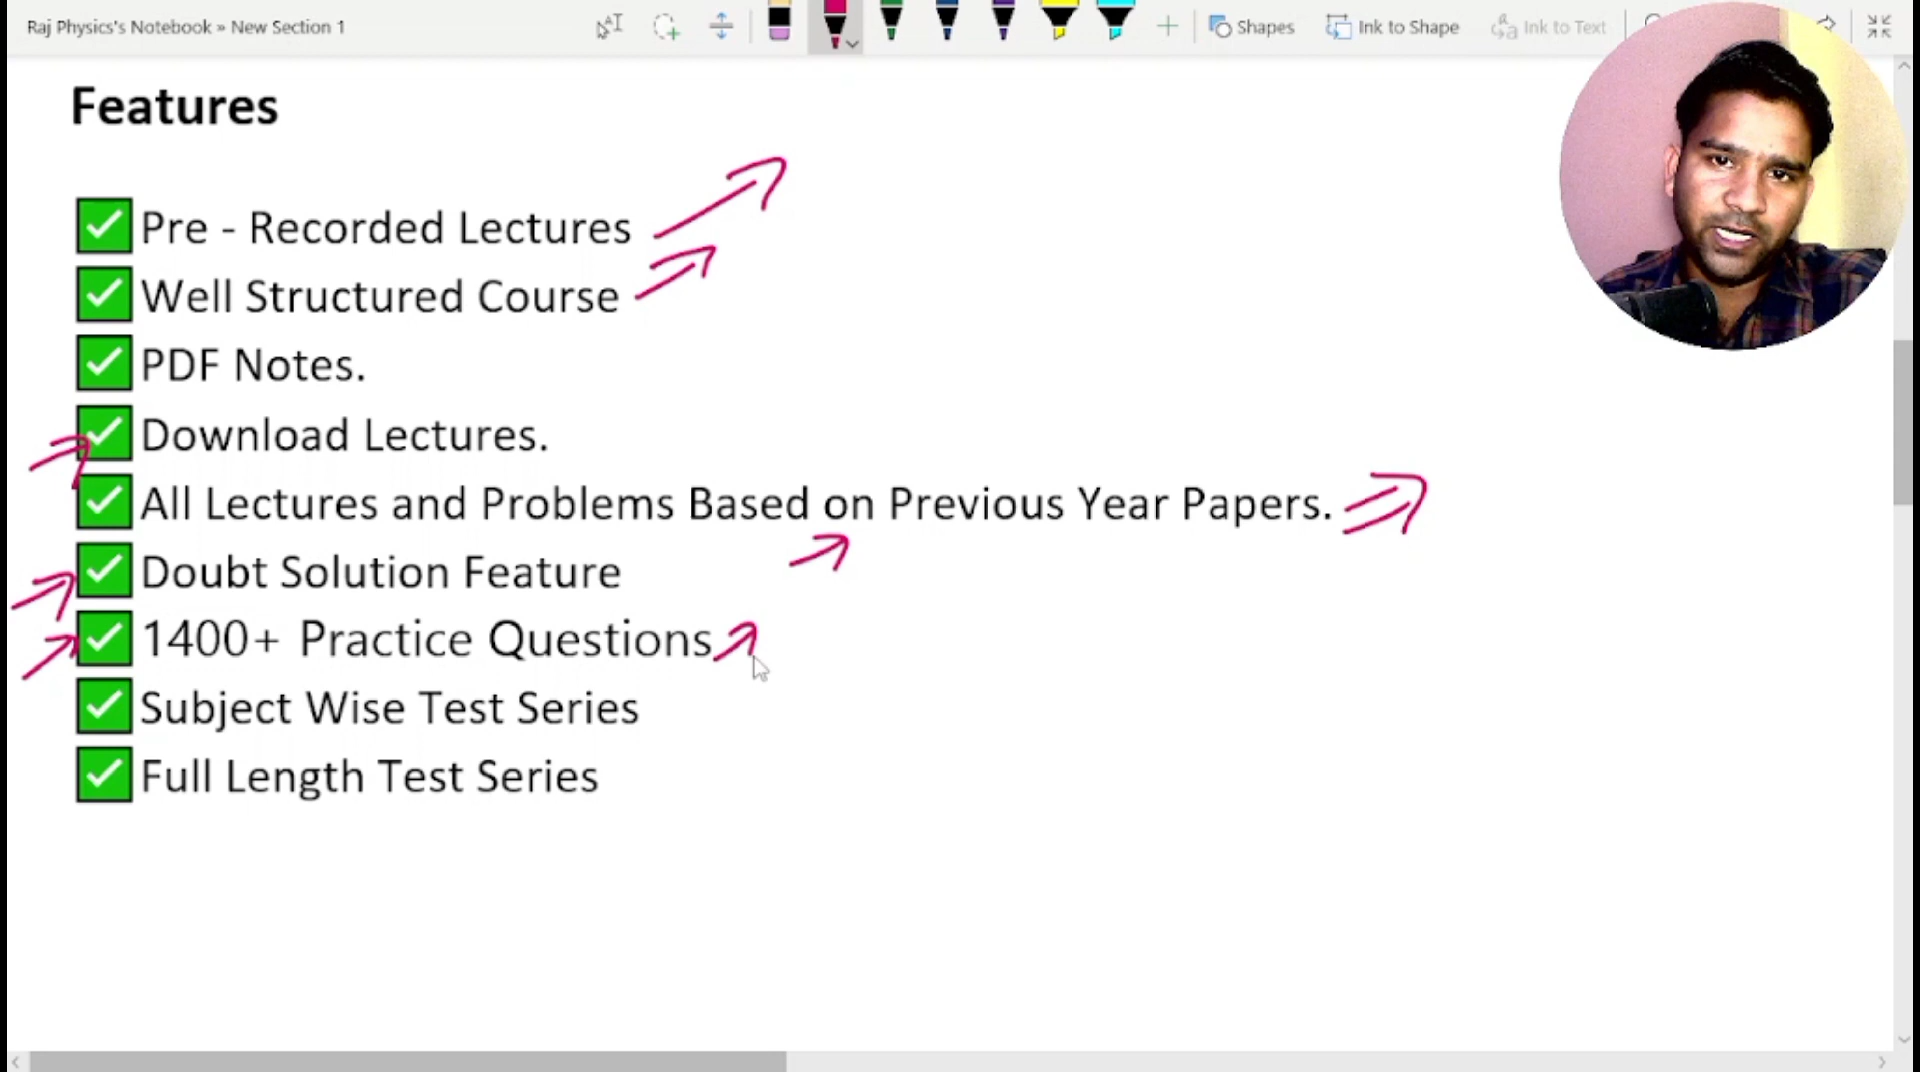 Raj Physics's Notebook » New Section 1
Shapes
Ink to Shape
Ink to Text
Features
Pre - Recorded Lectures
Well Structured Course
PDF Notes.
Download Lectures.
All Lectures and Problems Based on Previous Year Papers.
Doubt Solution Feature
1400+ Practice Questions
Subject Wise Test Series
Full Length Test Series